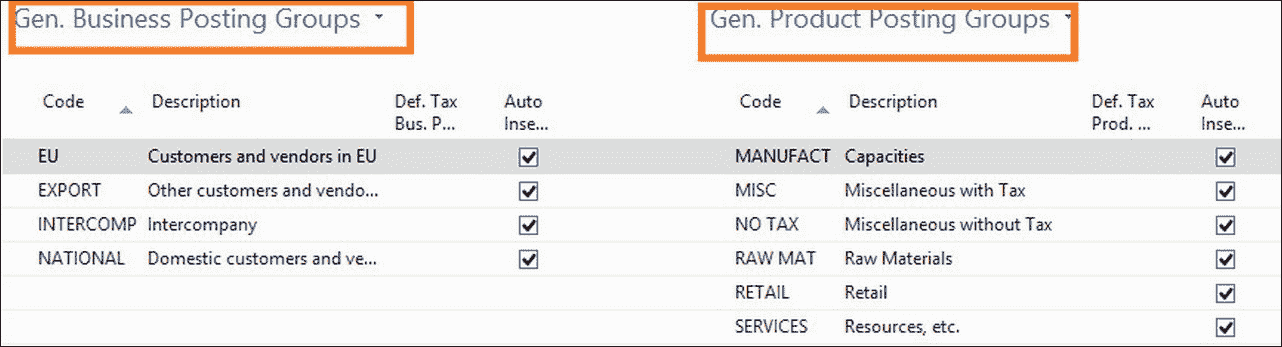 Gen. Business Posting Groups
Code Description Def. Tax Bus. P... Auto Inse...
EU Customers and vendors in EU
EXPORT Other customers and vendo...
INTERCOMP Intercompany
NATIONAL Domestic customers and ve...
Gen. Product Posting Groups
Code Description Def. Tax Prod. ... Auto Inse...
MANUFACT Capacities
MISC Miscellaneous with Tax
NO TAX Miscellaneous without Tax
RAW MAT Raw Materials
RETAIL Retail
SERVICES Resources, etc.